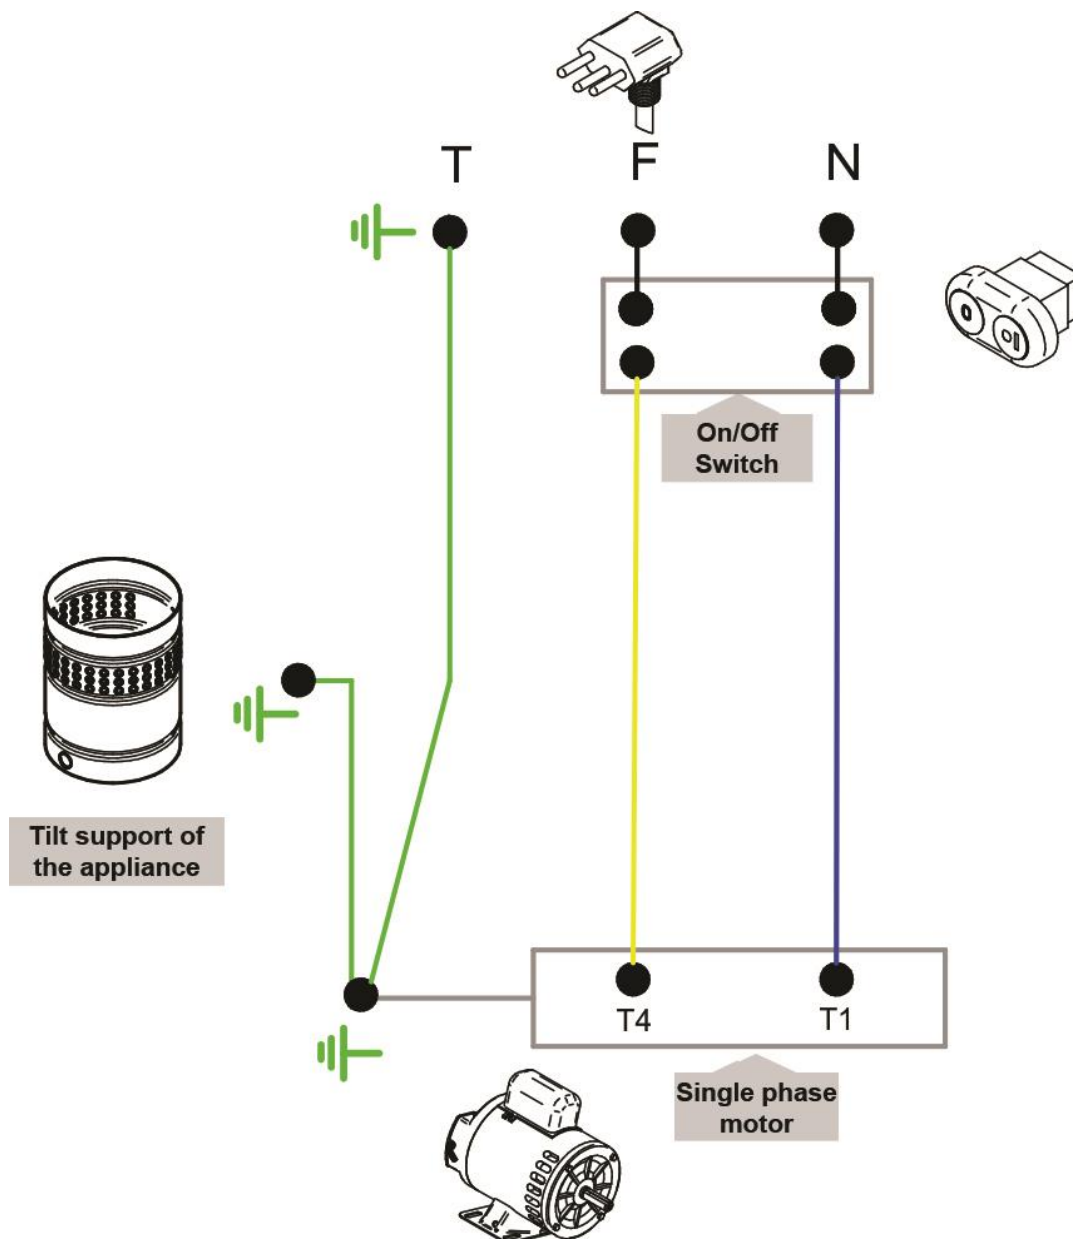 T
F
N
On/Off
Switch
Tilt support of
the appliance
T4
T1
Single phase
motor